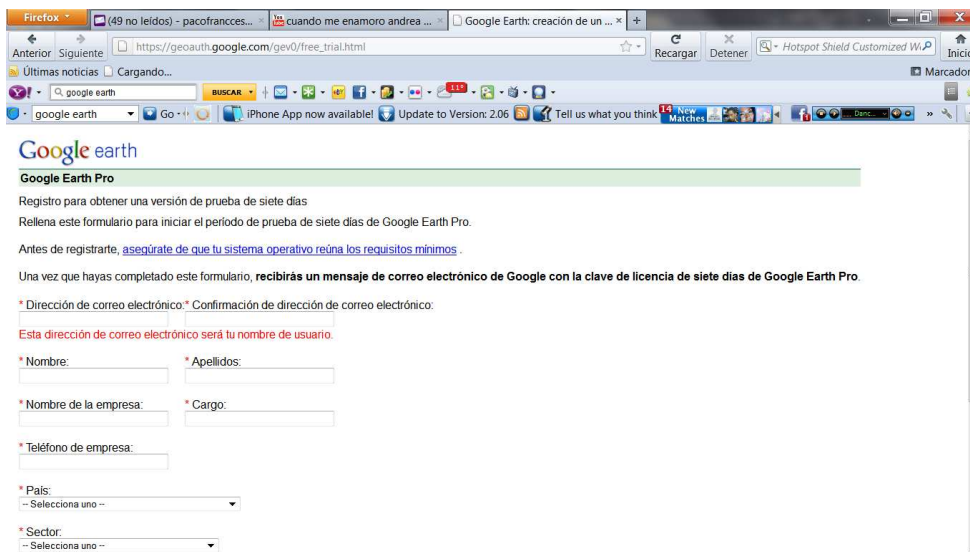 Firefox
(49 no leídos) - pacofrancces...
cuando me enamoro andrea ...
Google Earth: creación de un ...
Anterior Siguiente
https://geoauth.google.com/gev0/free_trial.html
Recargar Detener
Hotspot Shield Customized W
Inicio
Últimas noticias Cargando...
Marcador
google earth
BUSCAR
11°
google earth
Go
iPhone App now available!
Update to Version: 2.06
Tell us what you think
14 New Matches
Danc...
Google earth
Google Earth Pro
Registro para obtener una versión de prueba de siete días
Rellena este formulario para iniciar el período de prueba de siete días de Google Earth Pro.
Antes de registrarte, asegúrate de que tu sistema operativo reúna los requisitos mínimos .
Una vez que hayas completado este formulario, recibirás un mensaje de correo electrónico de Google con la clave de licencia de siete días de Google Earth Pro.
* Dirección de correo electrónico:* Confirmación de dirección de correo electrónico:
Esta dirección de correo electrónico será tu nombre de usuario.
* Nombre: * Apellidos:
* Nombre de la empresa: * Cargo:
* Teléfono de empresa:
* País:
-- Selecciona uno --
* Sector:
-- Selecciona uno --